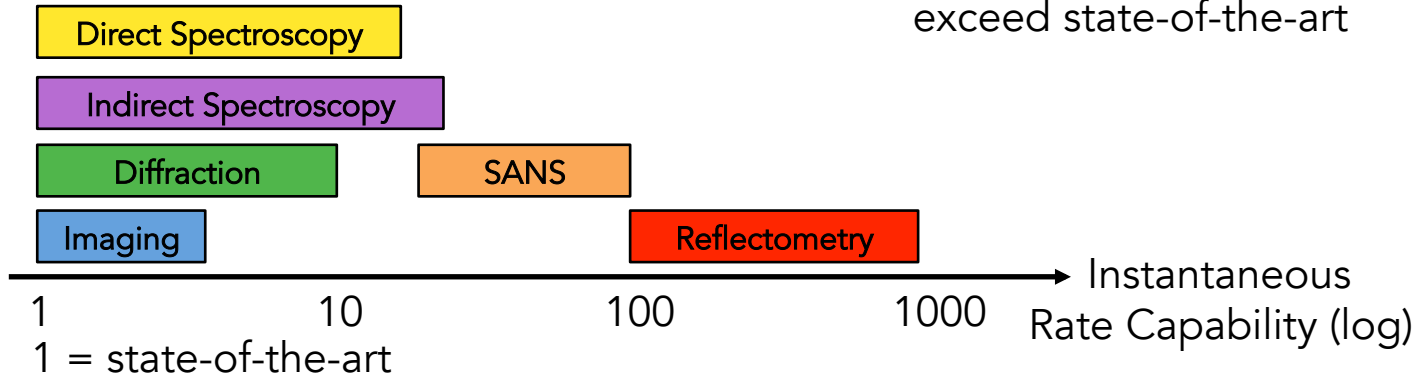 exceed state-of-the-art
Direct Spectroscopy
Indirect Spectroscopy
Diffraction
SANS
Imaging
Reflectometry
Instantaneous
Rate Capability (log)
1
10
100
1000
1 = state-of-the-art